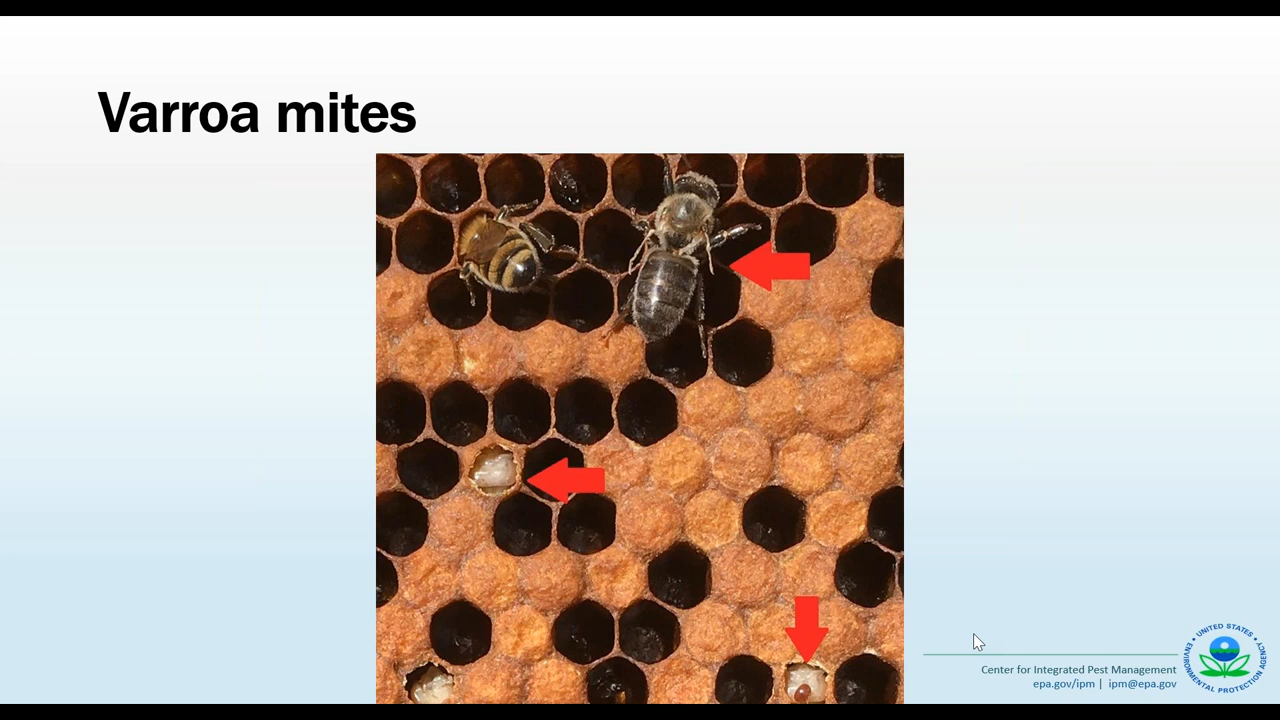 Varroa mites
Center for Integrated Pest Management
epa.gov/ipm | ipm@epa.gov
UNITED STATES
ENVIRONMENTAL PROTECTION AGENCY